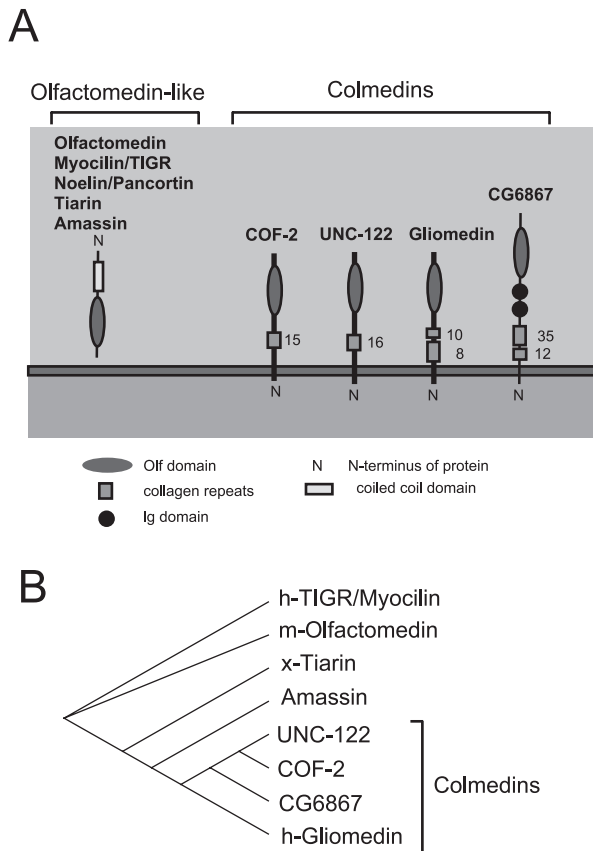 A
Olfactomedin-like
Colmedins
Olfactomedin
Myocilin/TIGR
Noelin/Pancortin
Tiarin
Amassin
N
COF-2
UNC-122
Gliomedin
CG6867
15
16
10
8
35
12
N
N
N
N
Olf domain
N N-terminus of protein
collagen repeats
coiled coil domain
Ig domain
B
h-TIGR/Myocilin
m-Olfactomedin
x-Tiarin
Amassin
UNC-122
COF-2
CG6867
h-Gliomedin
Colmedins